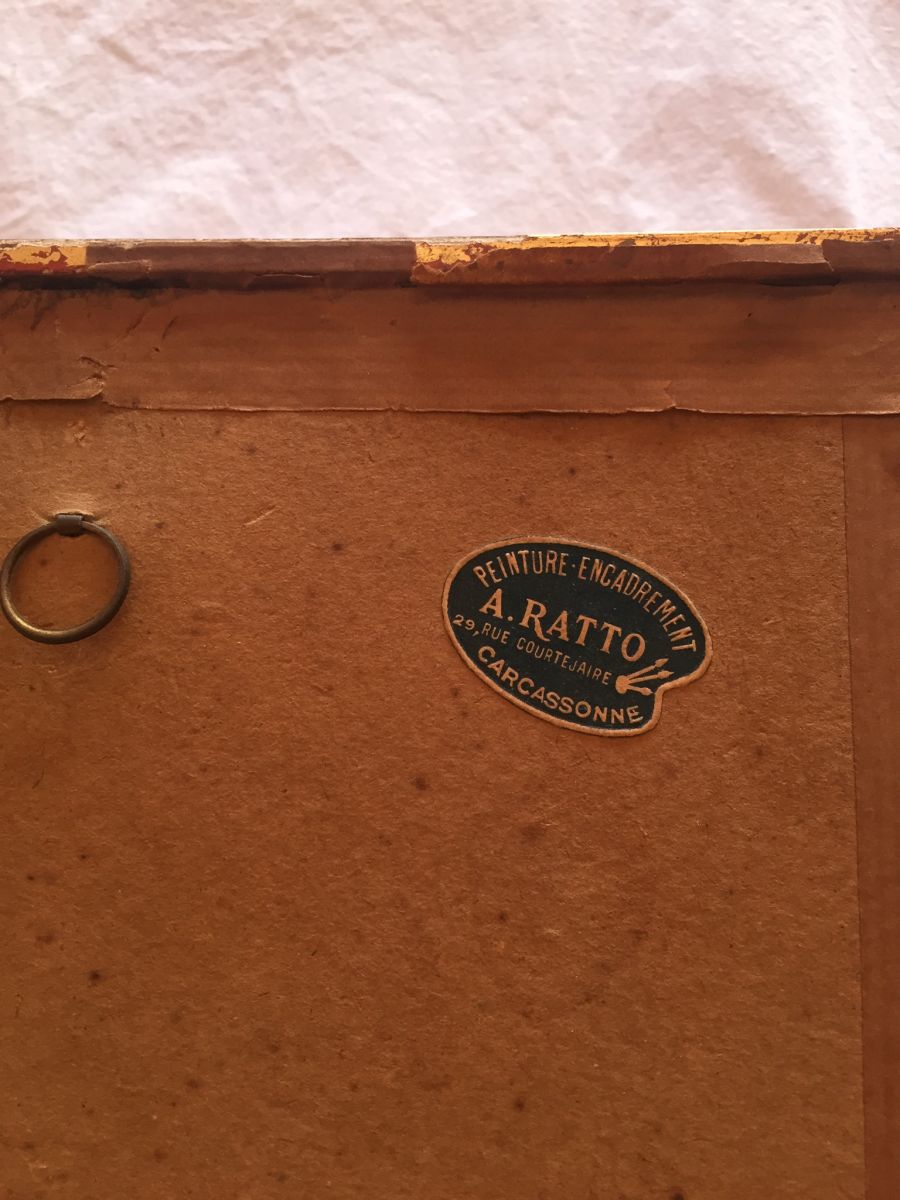 PEINTURE·ENCADREMENT
A. RATTO
29, RUE COURTEJAIRE
CARCASSONNE